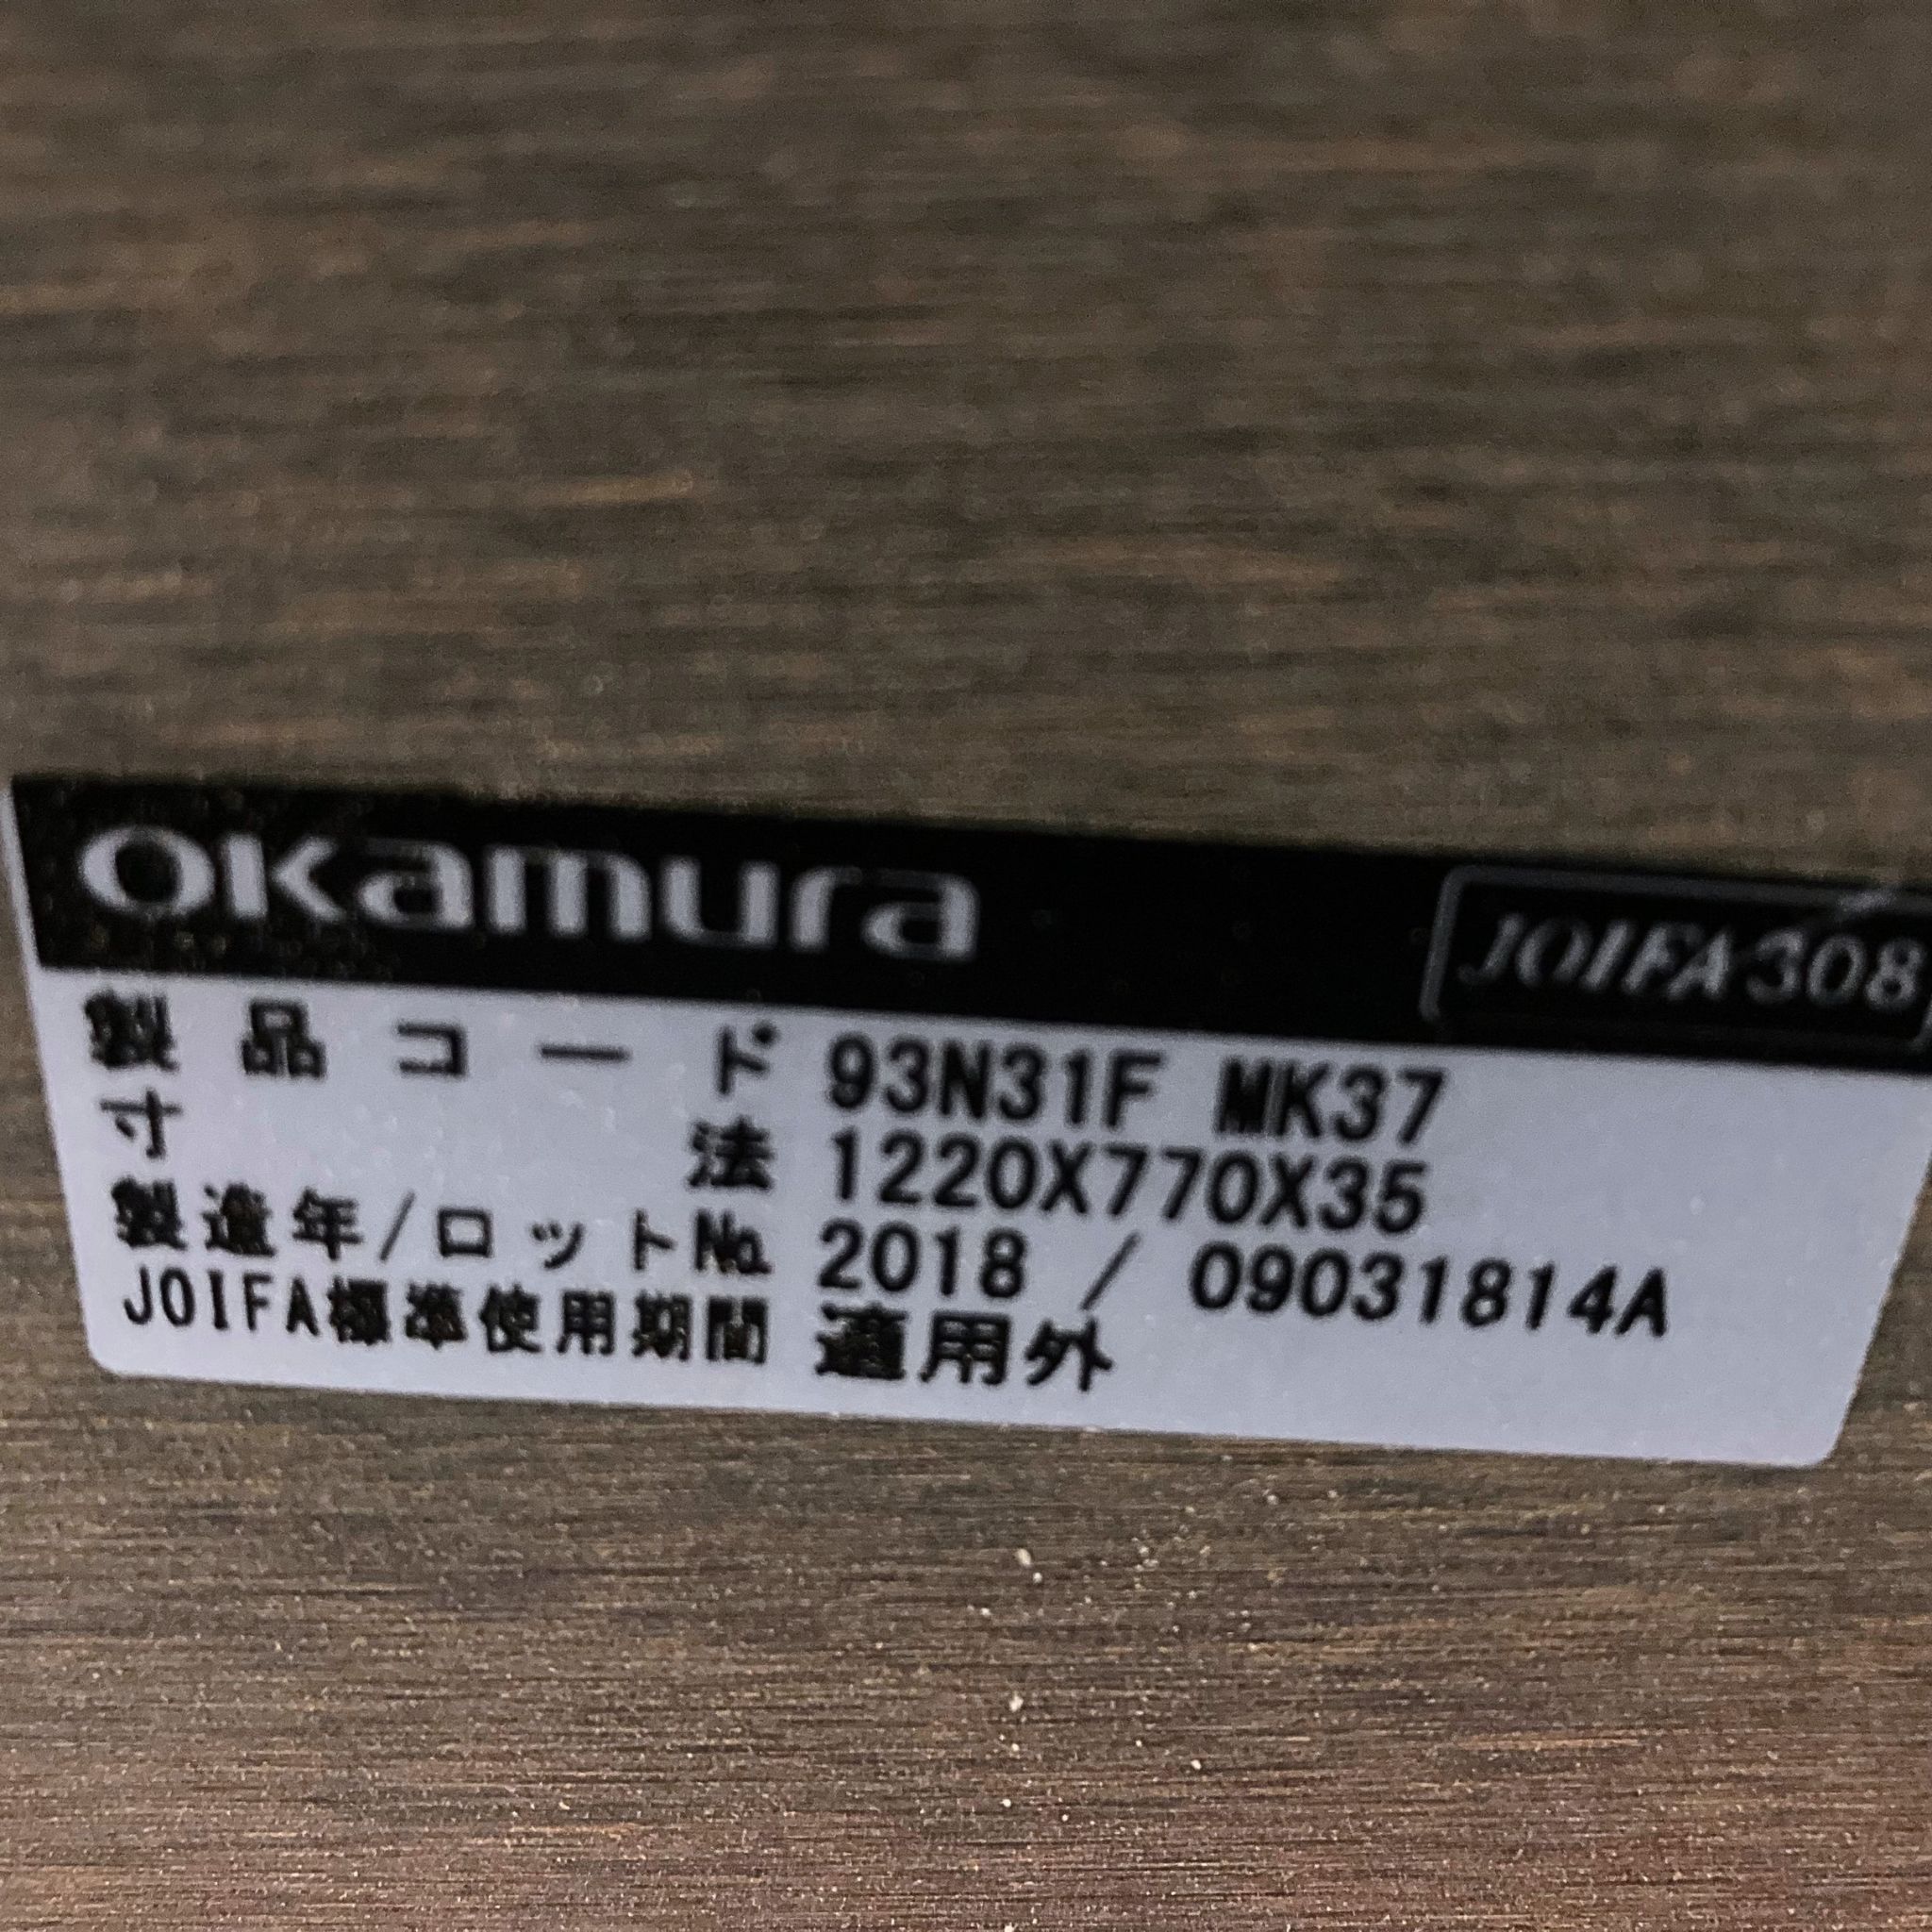 okamura JOIFA308
製品コード 93N31F MK37
寸法 1220X770X35
製造年/ロット№ 2018 / 09031814A
JOIFA標準使用期間 適用外